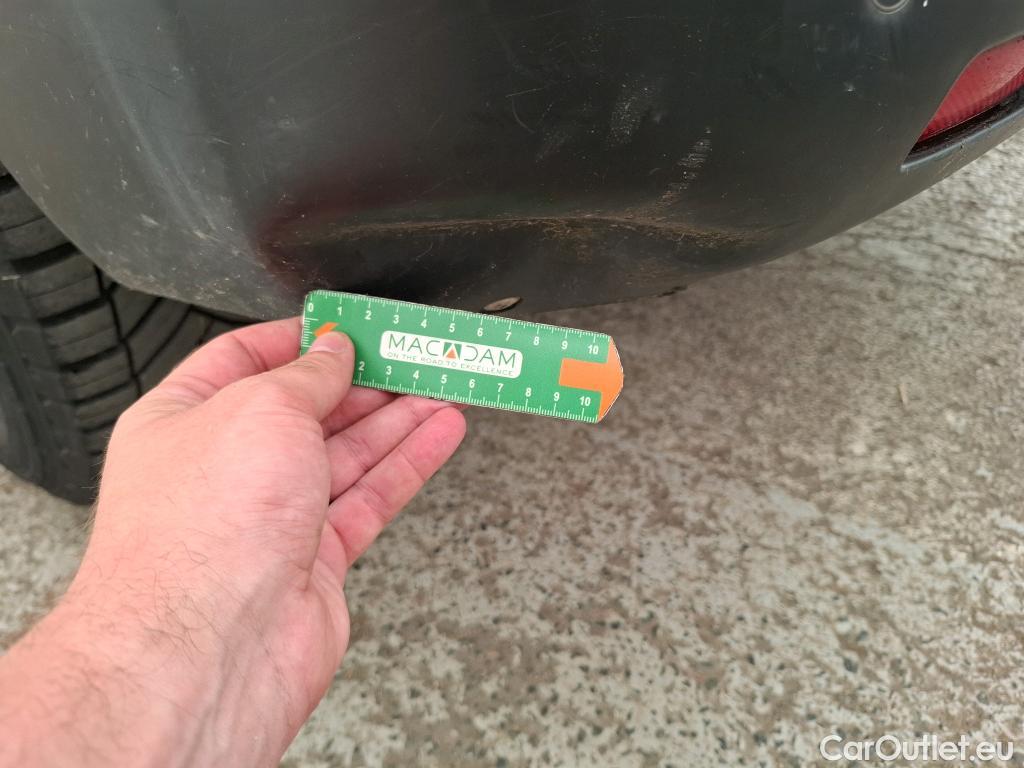 0 1 2 3 4 5 6 7 8 9 10
MACADAM
ON THE ROAD TO EXCELLENCE
2 3 4 5 6 7 8 9 10
CarOutlet.eu